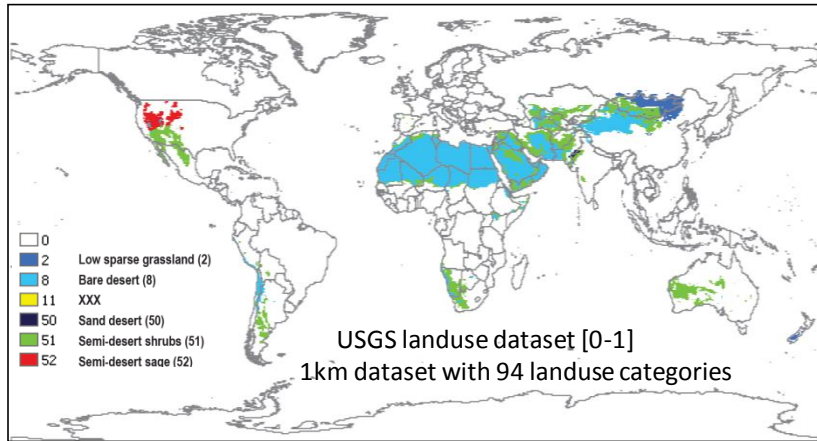 0
2 Low sparse grassland (2)
8 Bare desert (8)
11 XXX
50 Sand desert (50)
51 Semi-desert shrubs (51)
52 Semi-desert sage (52)
USGS landuse dataset [0-1]
1km dataset with 94 landuse categories